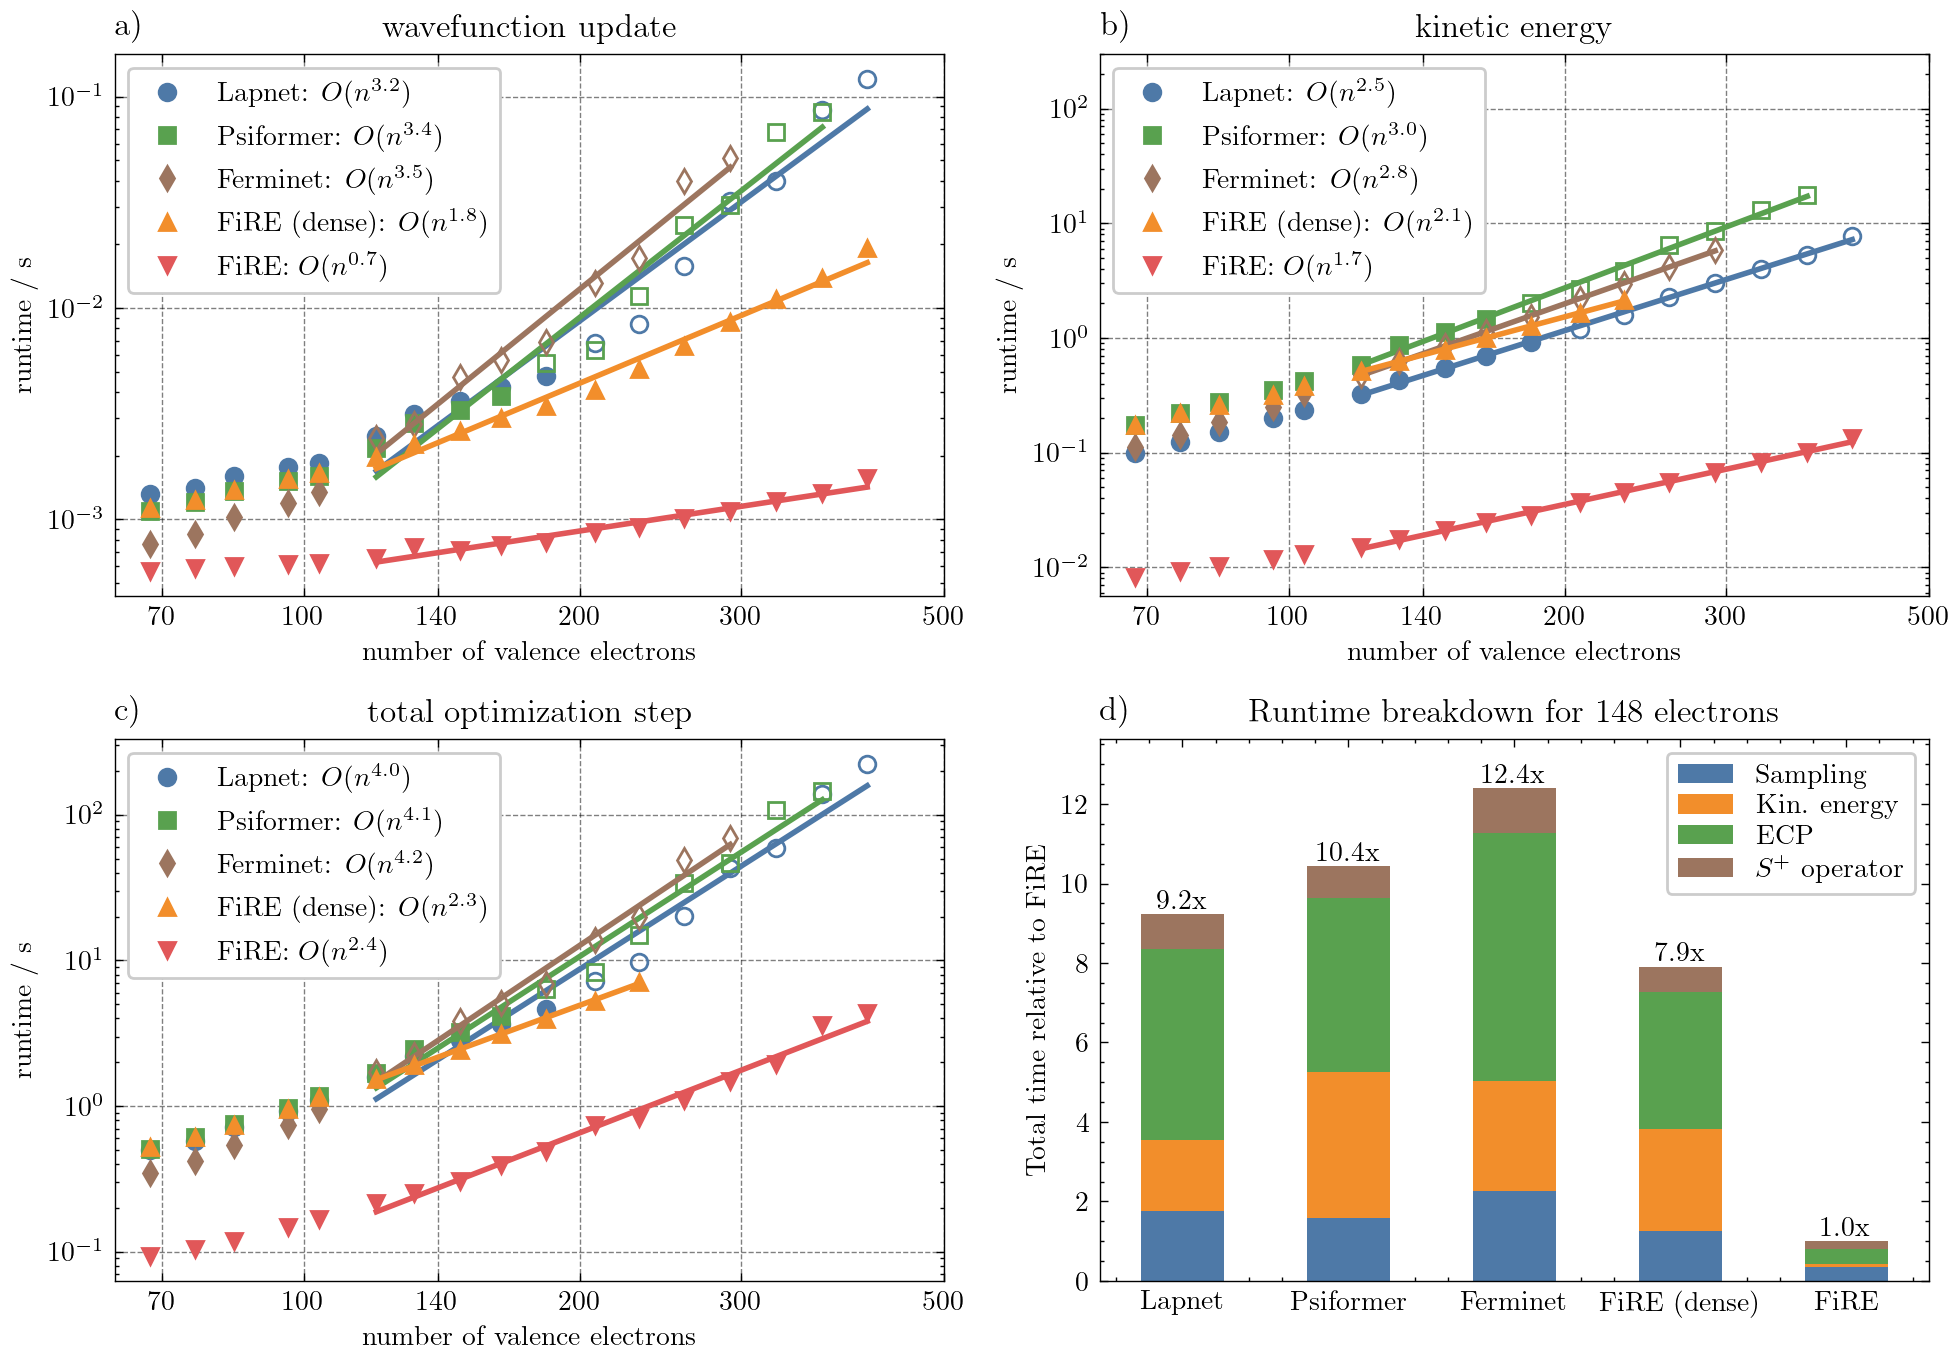 a)
wavefunction update
Lapnet: O(n^3.2)
Psiformer: O(n^3.4)
Ferminet: O(n^3.5)
FiRE (dense): O(n^1.8)
FiRE: O(n^0.7)
10^−1
10^−2
10^−3
runtime / s
70 100 140 200 300 500
number of valence electrons
b)
kinetic energy
Lapnet: O(n^2.5)
Psiformer: O(n^3.0)
Ferminet: O(n^2.8)
FiRE (dense): O(n^2.1)
FiRE: O(n^1.7)
10^2
10^1
10^0
10^−1
10^−2
runtime / s
70 100 140 200 300 500
number of valence electrons
c)
total optimization step
Lapnet: O(n^4.0)
Psiformer: O(n^4.1)
Ferminet: O(n^4.2)
FiRE (dense): O(n^2.3)
FiRE: O(n^2.4)
10^2
10^1
10^0
10^−1
runtime / s
70 100 140 200 300 500
number of valence electrons
d)
Runtime breakdown for 148 electrons
Sampling
Kin. energy
ECP
S^+ operator
9.2x
10.4x
12.4x
7.9x
1.0x
12
10
8
6
4
2
0
Total time relative to FiRE
Lapnet Psiformer Ferminet FiRE (dense) FiRE